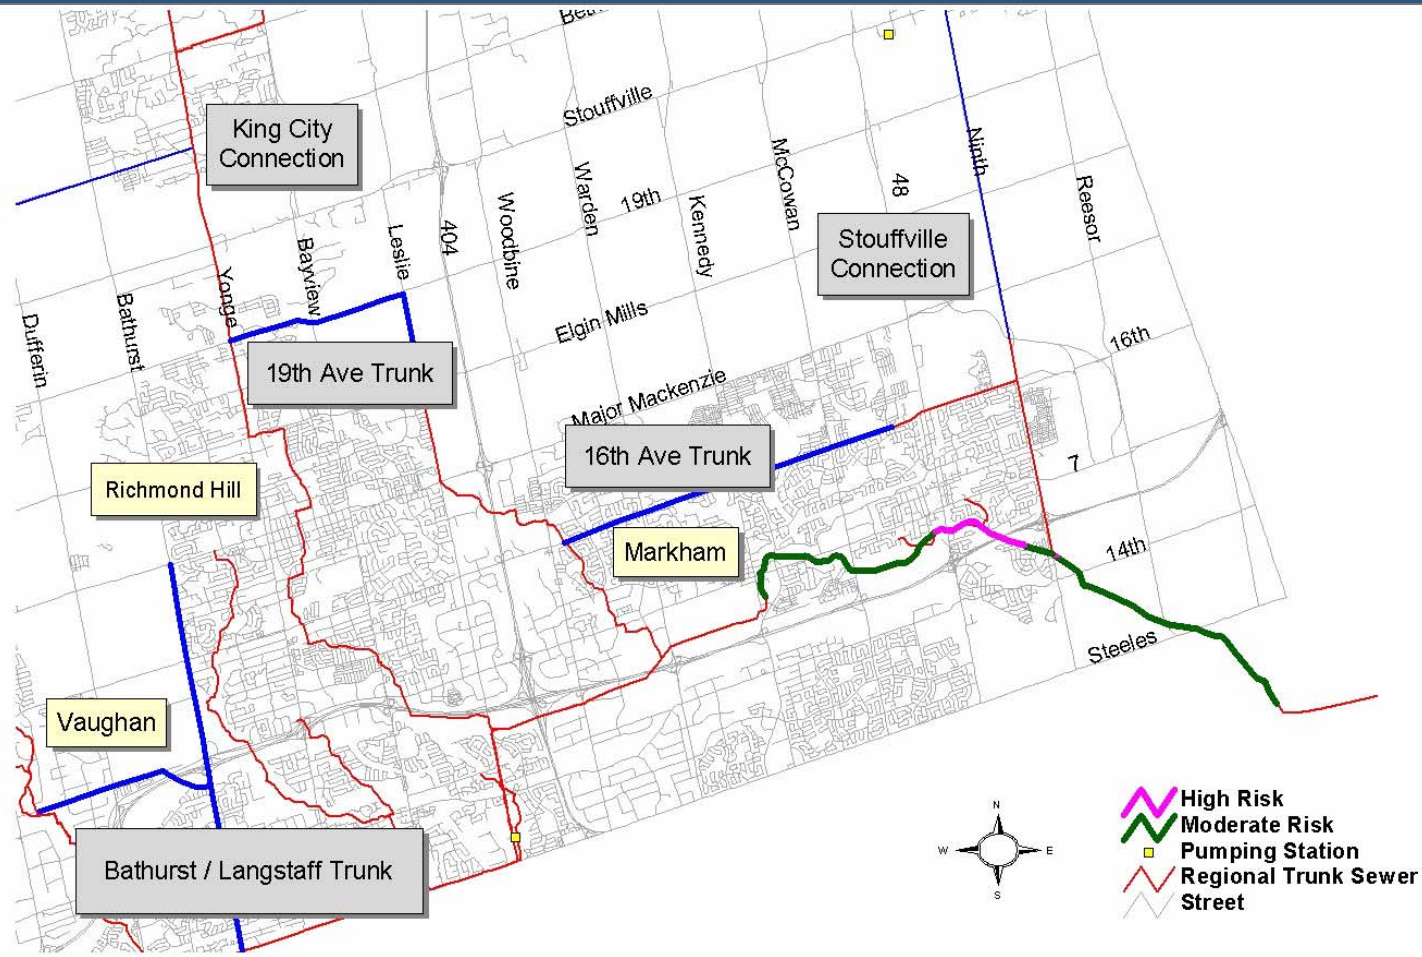 Stouffville
King City
Connection
19th
Warden
Woodbine
Kennedy
McCowan
48
Ninth
Reesor
Stouffville
Connection
404
Leslie
Bayview
Yonge
Bathurst
Dufferin
Elgin Mills
16th
19th Ave Trunk
Major Mackenzie
16th Ave Trunk
7
Richmond Hill
Markham
14th
Steeles
Vaughan
Bathurst / Langstaff Trunk
N
W
E
S
High Risk
Moderate Risk
Pumping Station
Regional Trunk Sewer
Street